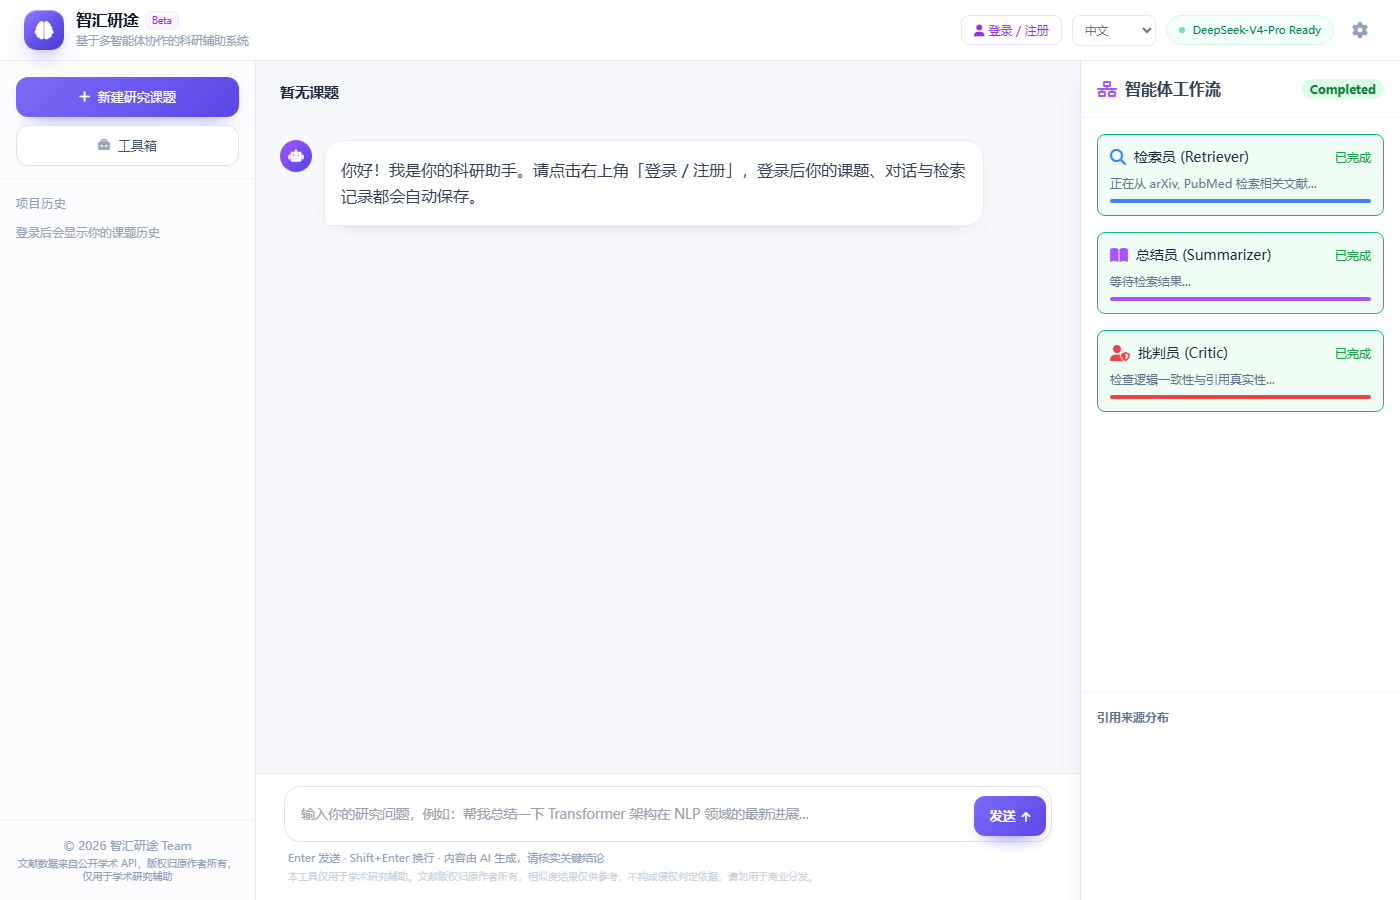 智汇研途 Beta
基于多智能体协作的科研辅助系统
登录 / 注册
中文
DeepSeek-V4-Pro Ready
新建研究课题
工具箱
项目历史
登录后会显示你的课题历史
© 2026 智汇研途 Team
文献数据来自公开学术 API，版权归原作者所有，
仅用于学术研究辅助
暂无课题
你好！我是你的科研助手。请点击右上角「登录 / 注册」，登录后你的课题、对话与检索
记录都会自动保存。
输入你的研究问题，例如：帮我总结一下 Transformer 架构在 NLP 领域的最新进展...
发送
Enter 发送 · Shift+Enter 换行 · 内容由 AI 生成，请核实关键结论
本工具仅用于学术研究辅助。文献版权归原作者所有，相似度结果仅供参考，不构成侵权判定依据，请勿用于商业分发。
智能体工作流 Completed
检索员 (Retriever) 已完成
正在从 arXiv, PubMed 检索相关文献...
总结员 (Summarizer) 已完成
等待检索结果...
批判员 (Critic) 已完成
检查逻辑一致性与引用真实性...
引用来源分布